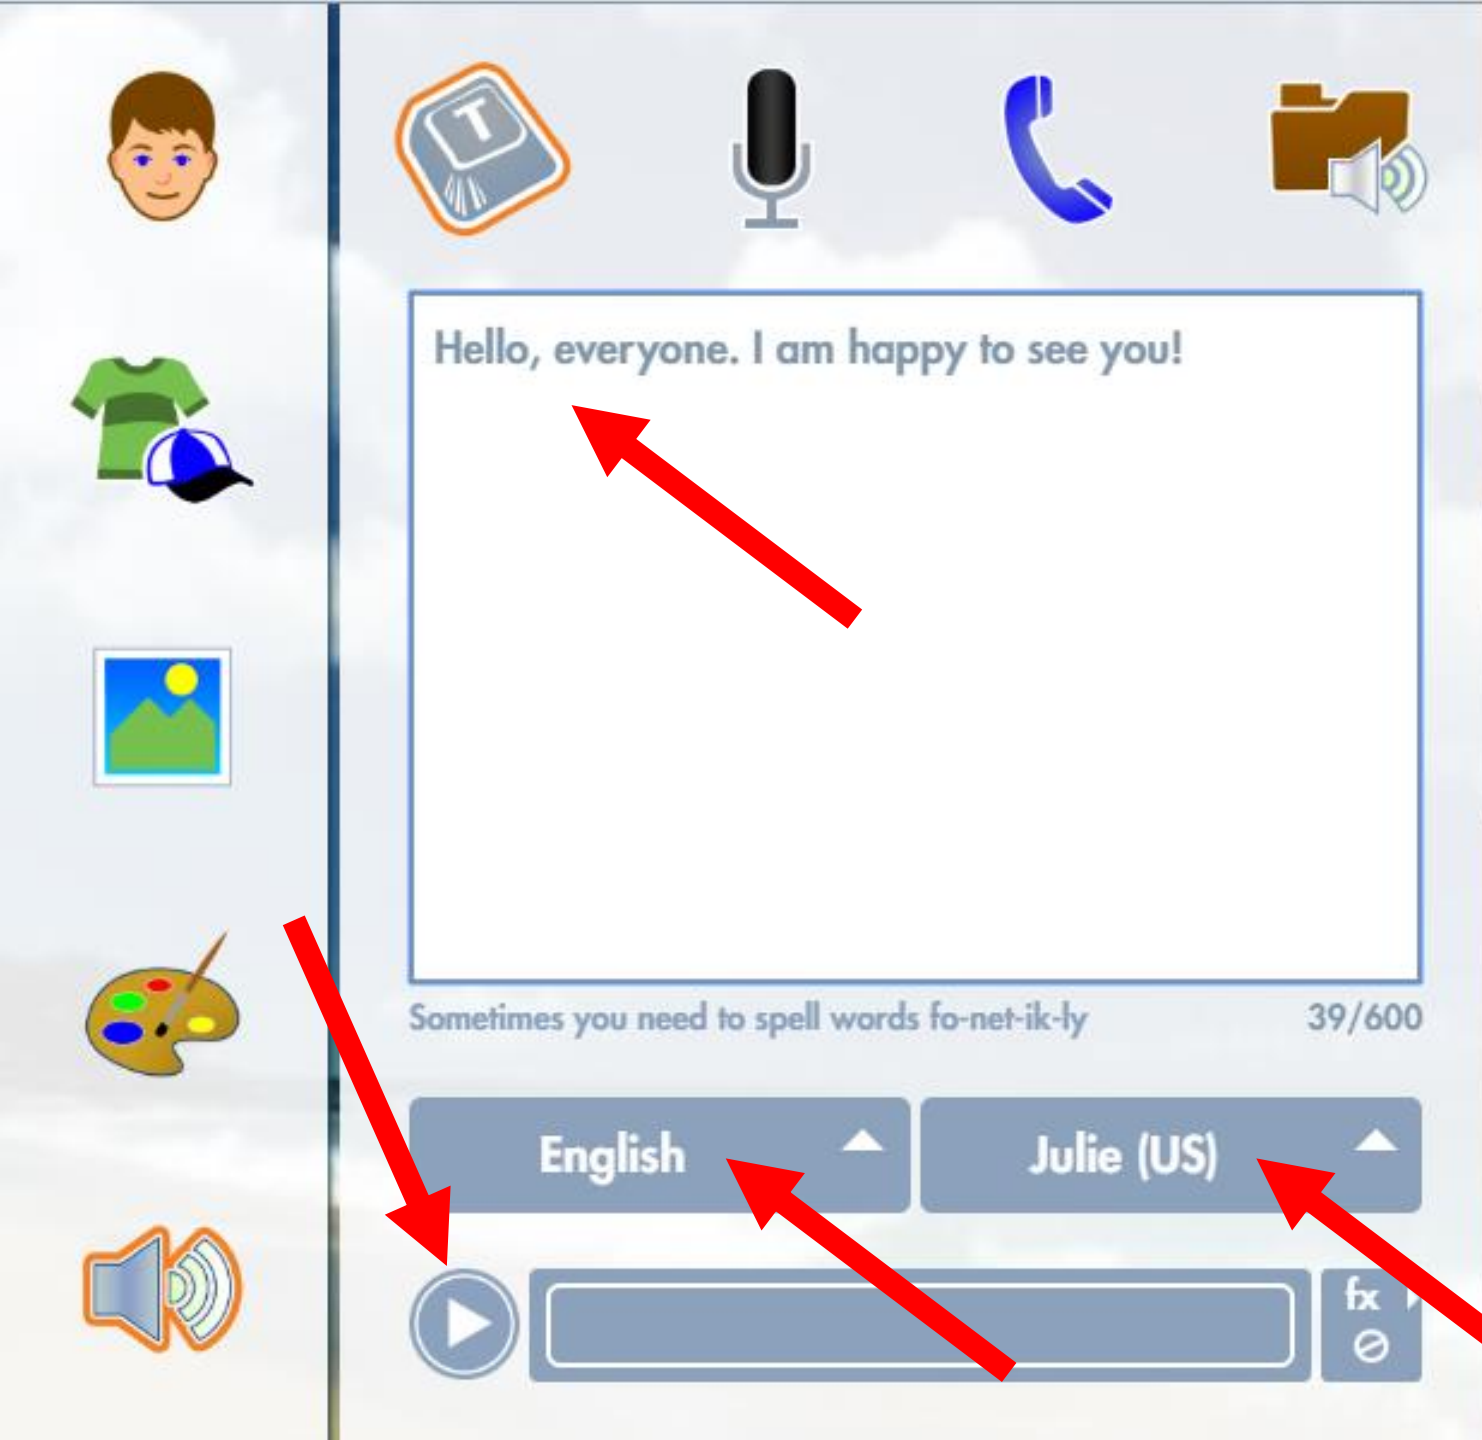 T
Hello, everyone. I am happy to see you!
Sometimes you need to spell words fo-net-ik-ly 39/600
English Julie (US)
fx